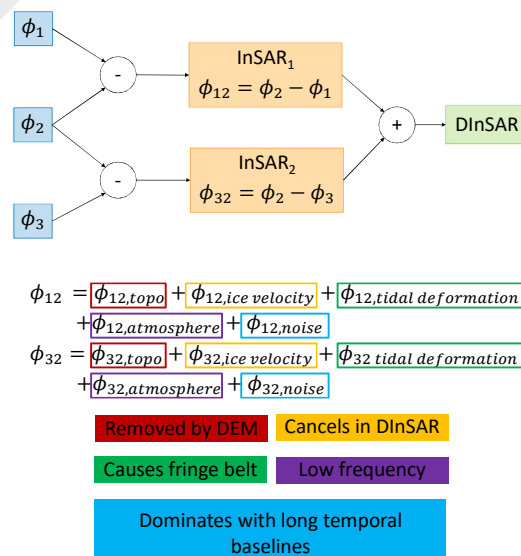 ϕ₁
ϕ₂
ϕ₃
-
-
InSAR₁
ϕ₁₂ = ϕ₂ − ϕ₁
InSAR₂
ϕ₃₂ = ϕ₂ − ϕ₃
+
DInSAR
ϕ₁₂ = ϕ₁₂,topo + ϕ₁₂,ice velocity + ϕ₁₂,tidal deformation
+ϕ₁₂,atmosphere + ϕ₁₂,noise
ϕ₃₂ = ϕ₃₂,topo + ϕ₃₂,ice velocity + ϕ₃₂ tidal deformation
+ϕ₃₂,atmosphere + ϕ₃₂,noise
Removed by DEM
Cancels in DInSAR
Causes fringe belt
Low frequency
Dominates with long temporal
baselines